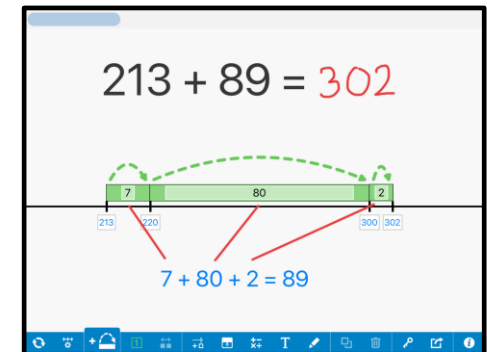 213 + 89 = 302
7 80 2
213 220 300 302
7 + 80 + 2 = 89